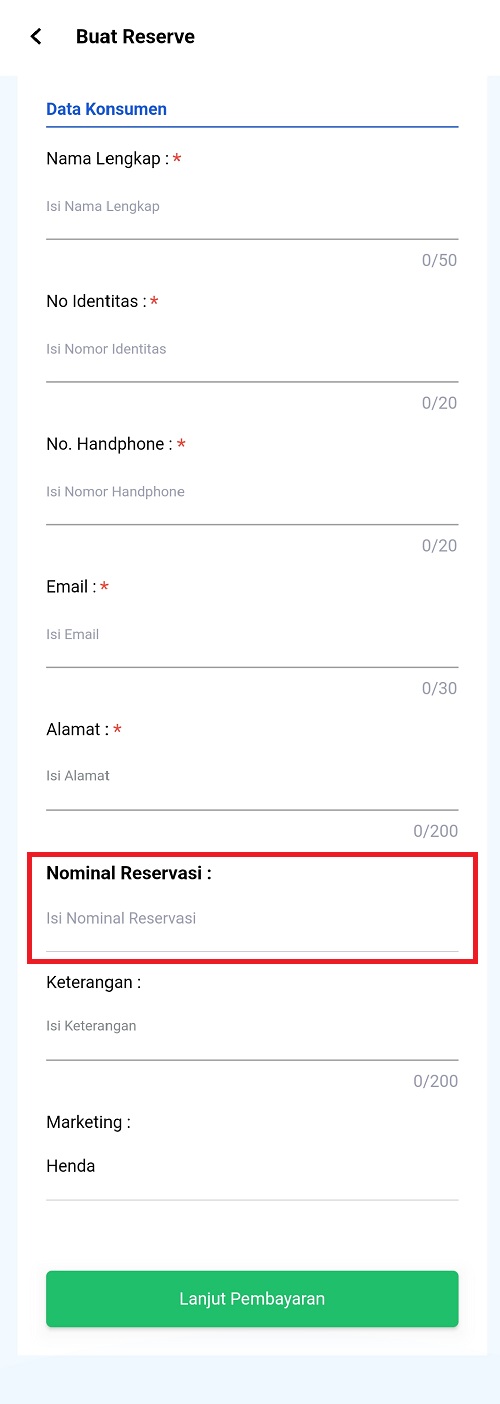 Buat Reserve
Data Konsumen
Nama Lengkap : *
Isi Nama Lengkap
0/50
No Identitas : *
Isi Nomor Identitas
0/20
No. Handphone : *
Isi Nomor Handphone
0/20
Email : *
Isi Email
0/30
Alamat : *
Isi Alamat
0/200
Nominal Reservasi :
Isi Nominal Reservasi
Keterangan :
Isi Keterangan
0/200
Marketing :
Henda
Lanjut Pembayaran